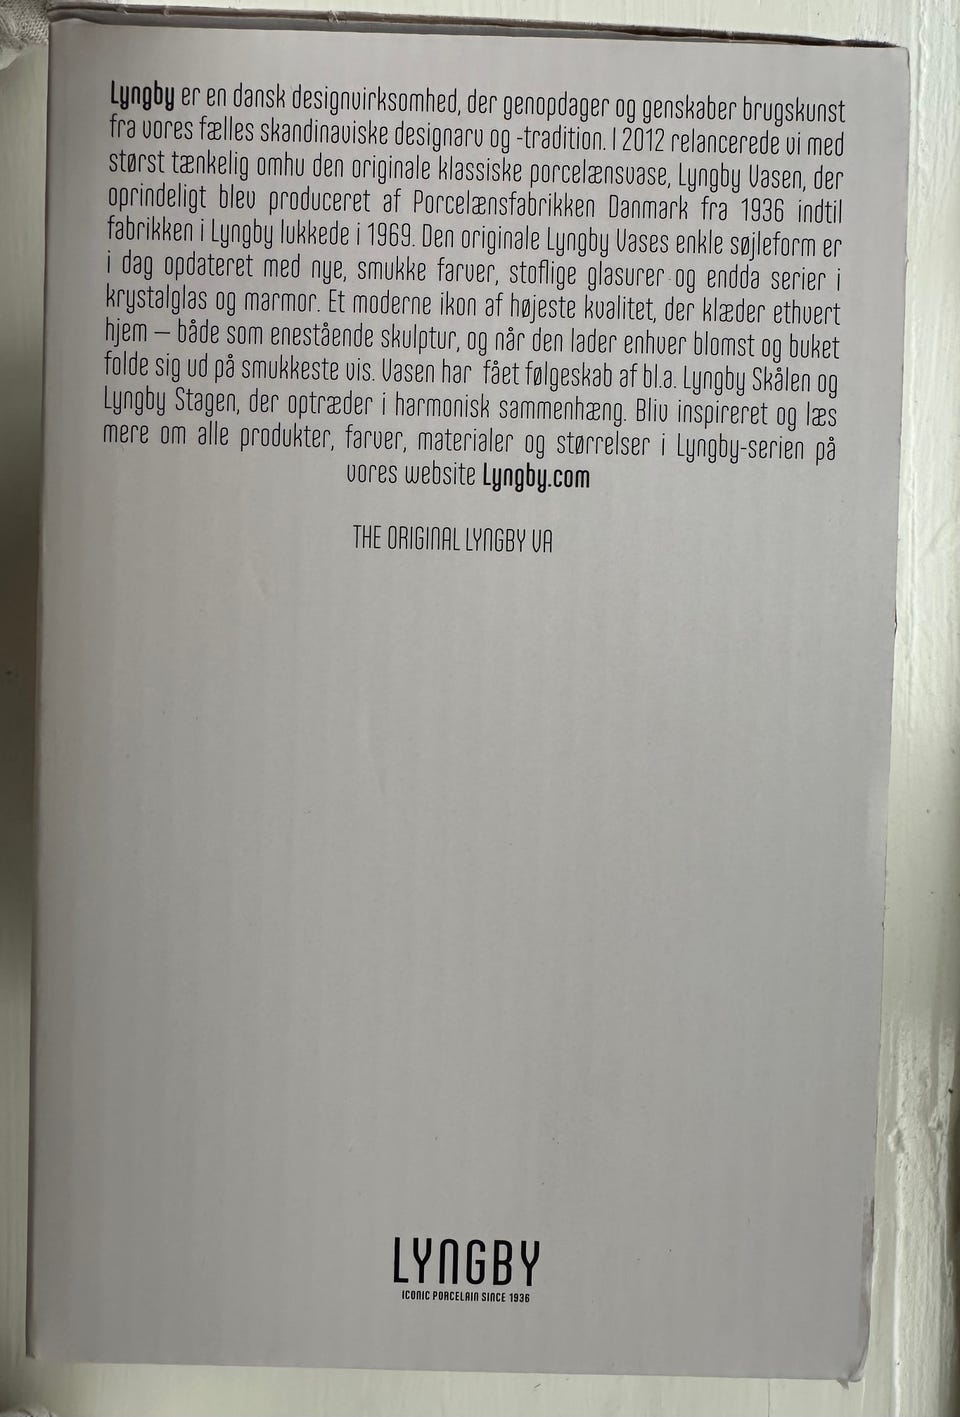 Lyngby er en dansk designvirksomhed, der genopdager og genskaber brugskunst
fra vores fælles skandinaviske designarv og -tradition. I 2012 relancerede vi med
størst tænkelig omhu den originale klassiske porcelænsvase, Lyngby Vasen, der
oprindeligt blev produceret af Porcelænsfabrikken Danmark fra 1936 indtil
fabrikken i Lyngby lukkede i 1969. Den originale Lyngby Vases enkle søjleform er
i dag opdateret med nye, smukke farver, stoflige glasurer og endda serier i
krystalglas og marmor. Et moderne ikon af højeste kvalitet, der klæder ethvert
hjem – både som enestående skulptur, og når den lader enhver blomst og buket
folde sig ud på smukkeste vis. Vasen har fået følgeskab af bl.a. Lyngby Skålen og
Lyngby Stagen, der optræder i harmonisk sammenhæng. Bliv inspireret og læs
mere om alle produkter, farver, materialer og størrelser i Lyngby-serien på
vores website Lyngby.com
THE ORIGINAL LYNGBY VA
LYNGBY
ICONIC PORCELAIN SINCE 1936